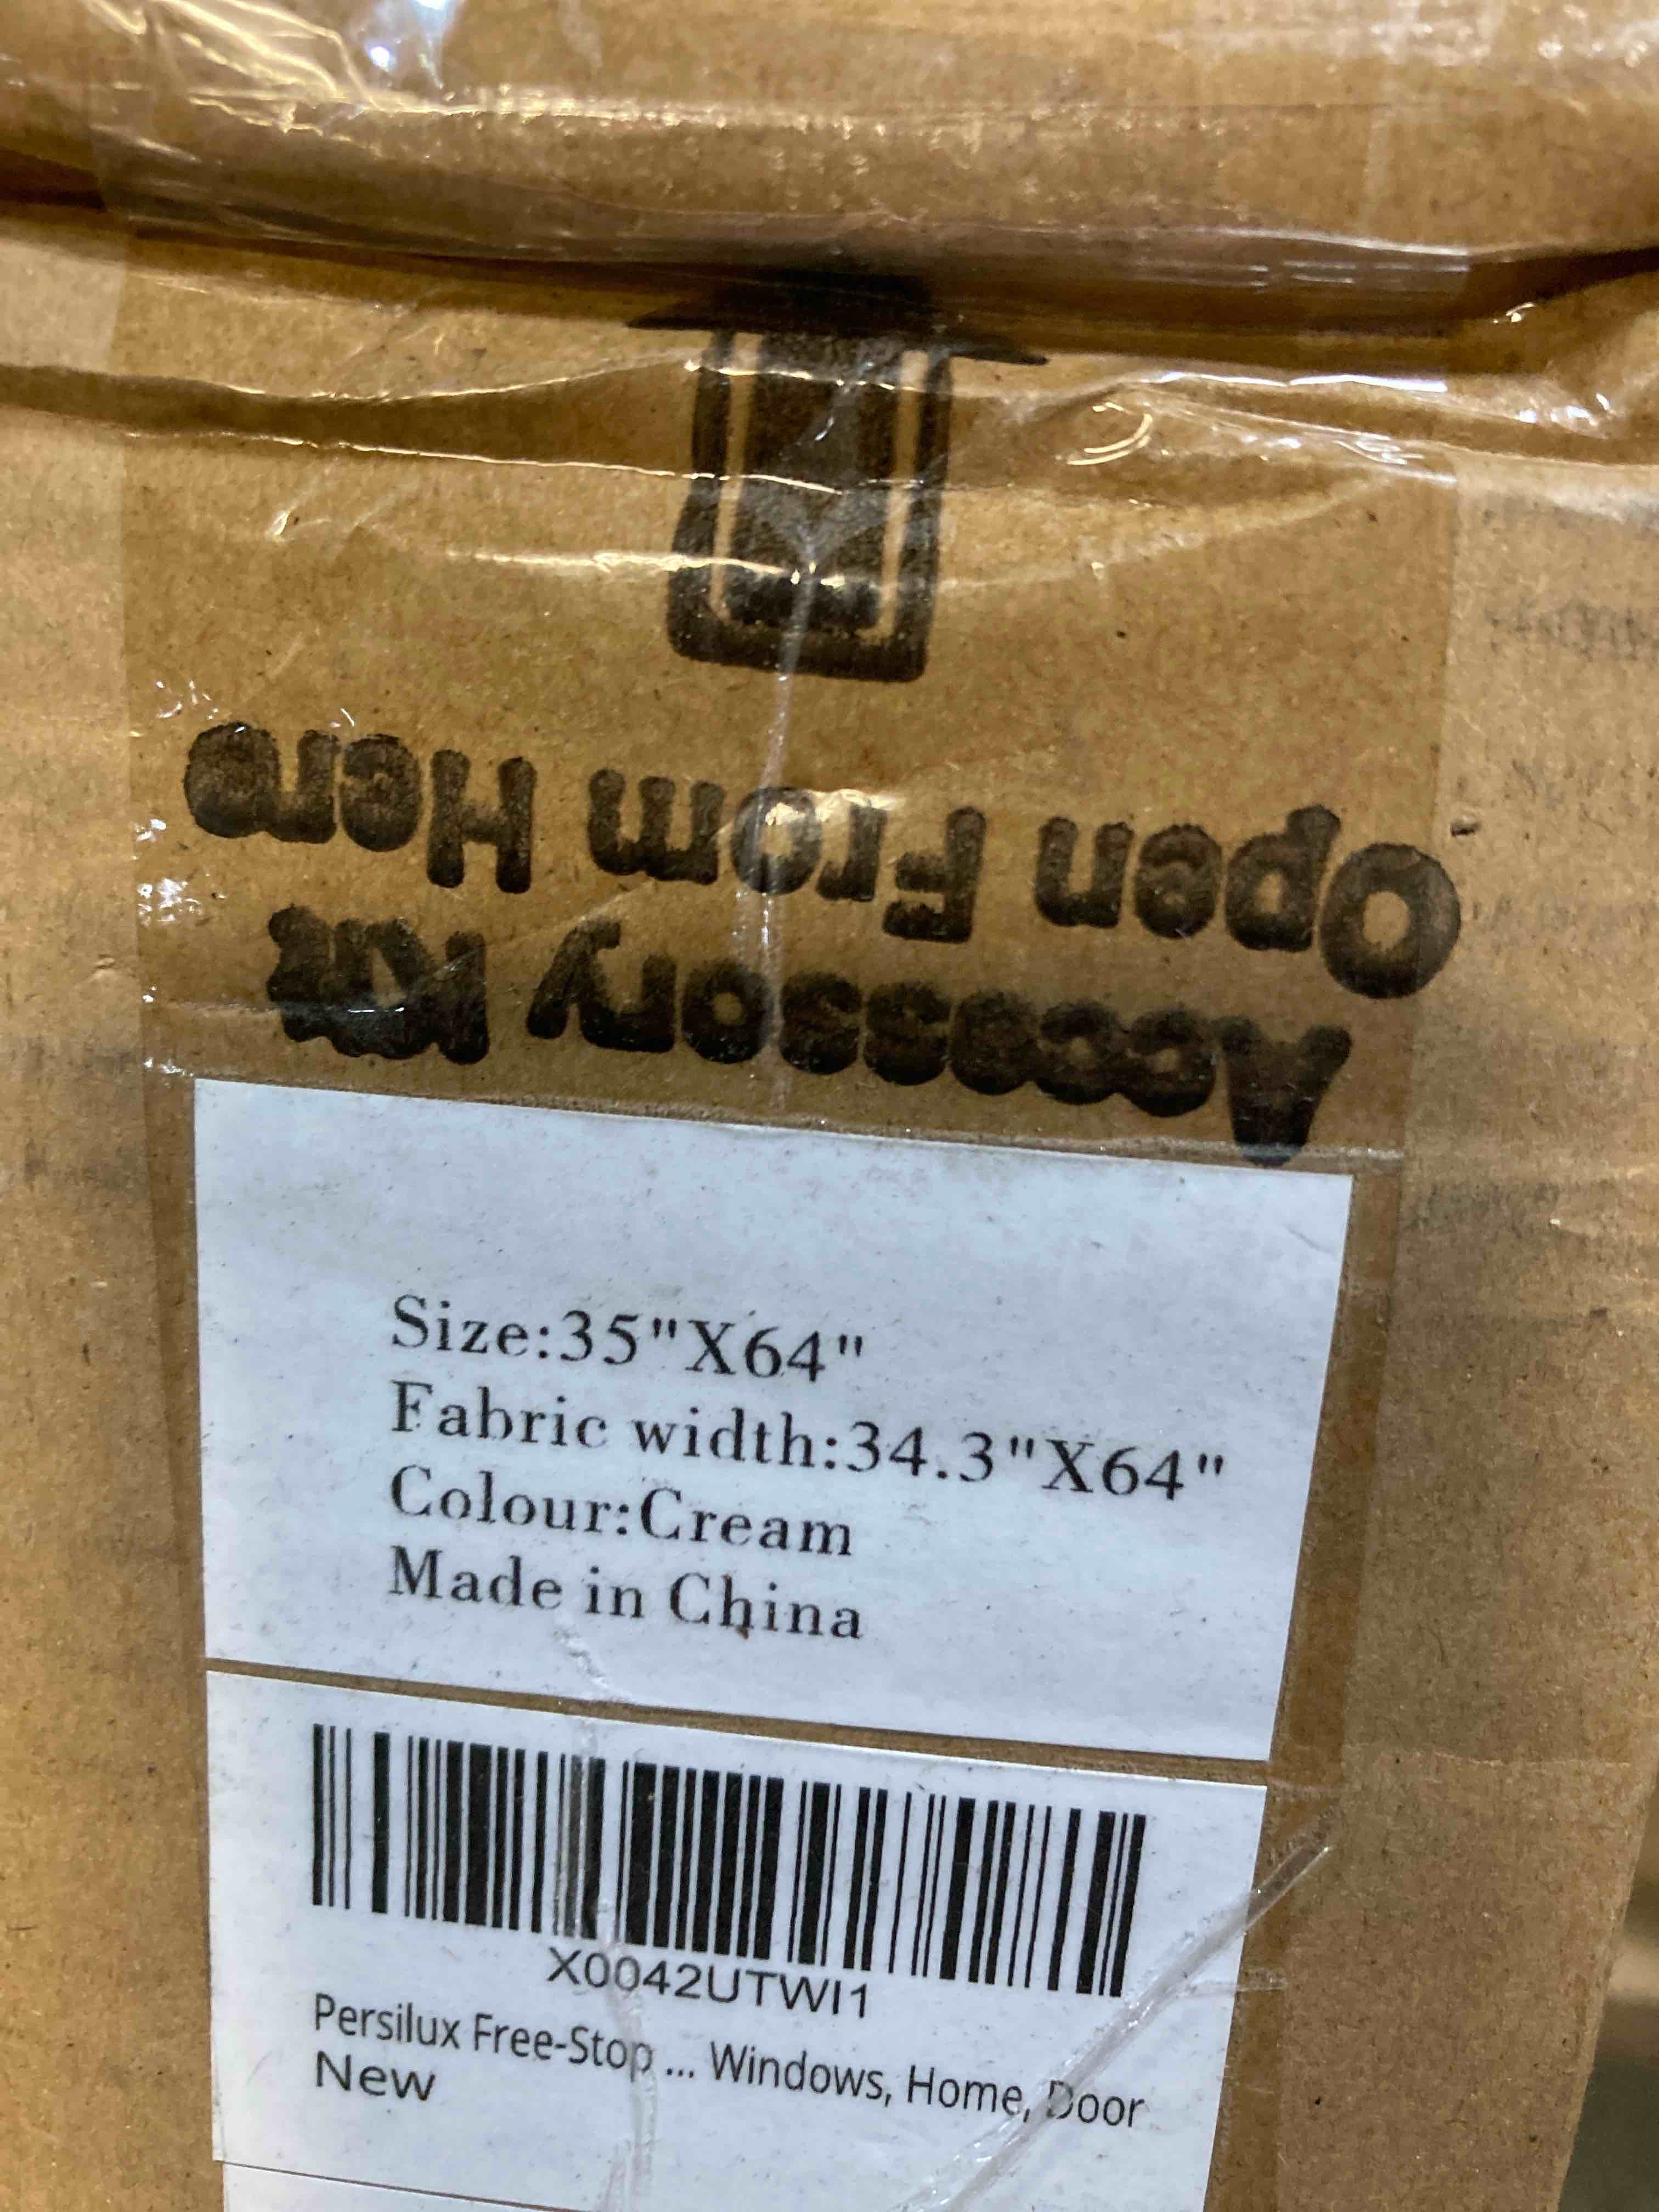 Open From Here
Accessory Kit
Size:35"X64"
Fabric width:34.3"X64"
Colour:Cream
Made in China
X0042UTWI1
Persilux Free-Stop ... Windows, Home, Door
New